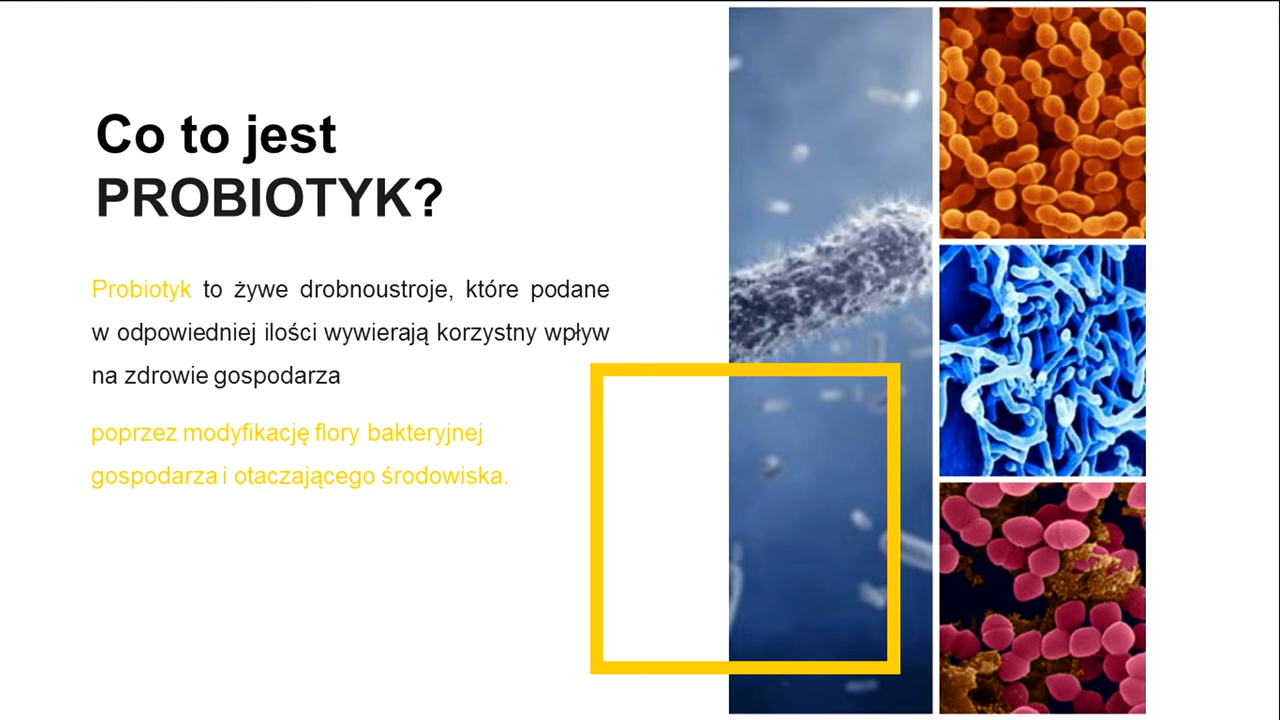 Co to jest
PROBIOTYK?
Probiotyk to żywe drobnoustroje, które podane
w odpowiedniej ilości wywierają korzystny wpływ
na zdrowie gospodarza
poprzez modyfikację flory bakteryjnej
gospodarza i otaczającego środowiska.